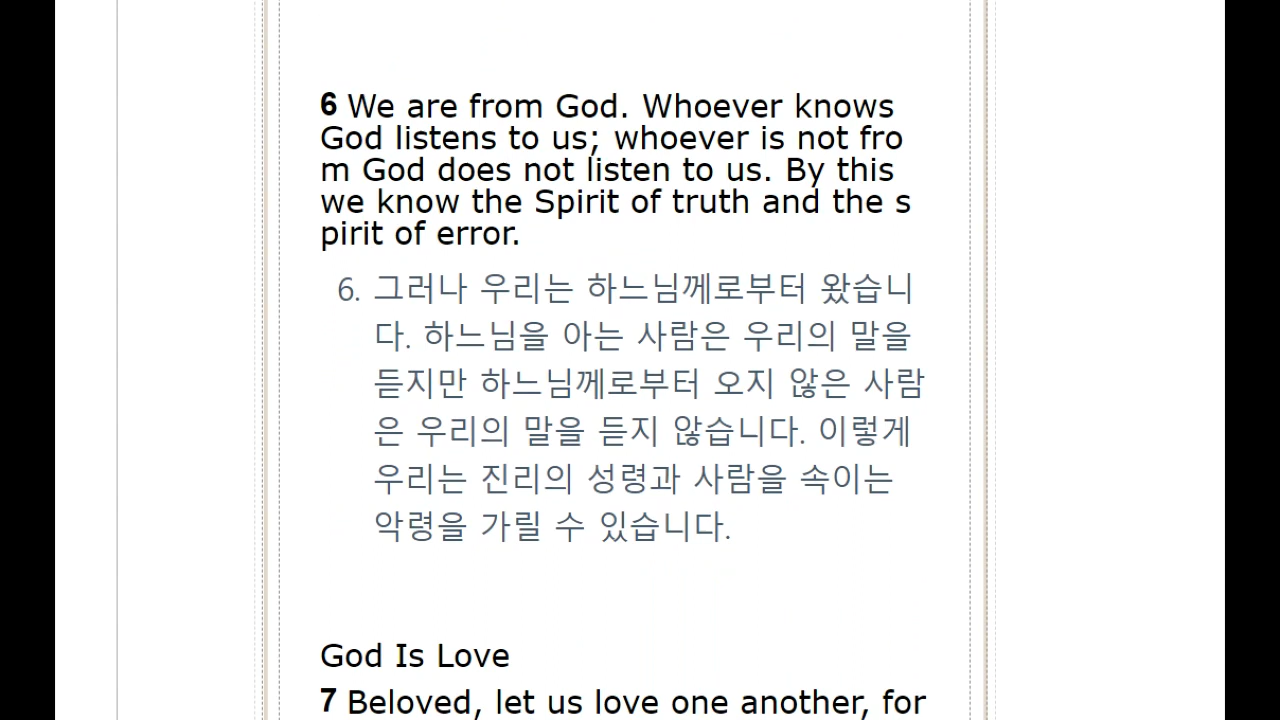 6 We are from God. Whoever knows
God listens to us; whoever is not fro
m God does not listen to us. By this
we know the Spirit of truth and the s
pirit of error.
6. 그러나 우리는 하느님께로부터 왔습니
다. 하느님을 아는 사람은 우리의 말을
듣지만 하느님께로부터 오지 않은 사람
은 우리의 말을 듣지 않습니다. 이렇게
우리는 진리의 성령과 사람을 속이는
악령을 가릴 수 있습니다.
God Is Love
7 Beloved, let us love one another, for